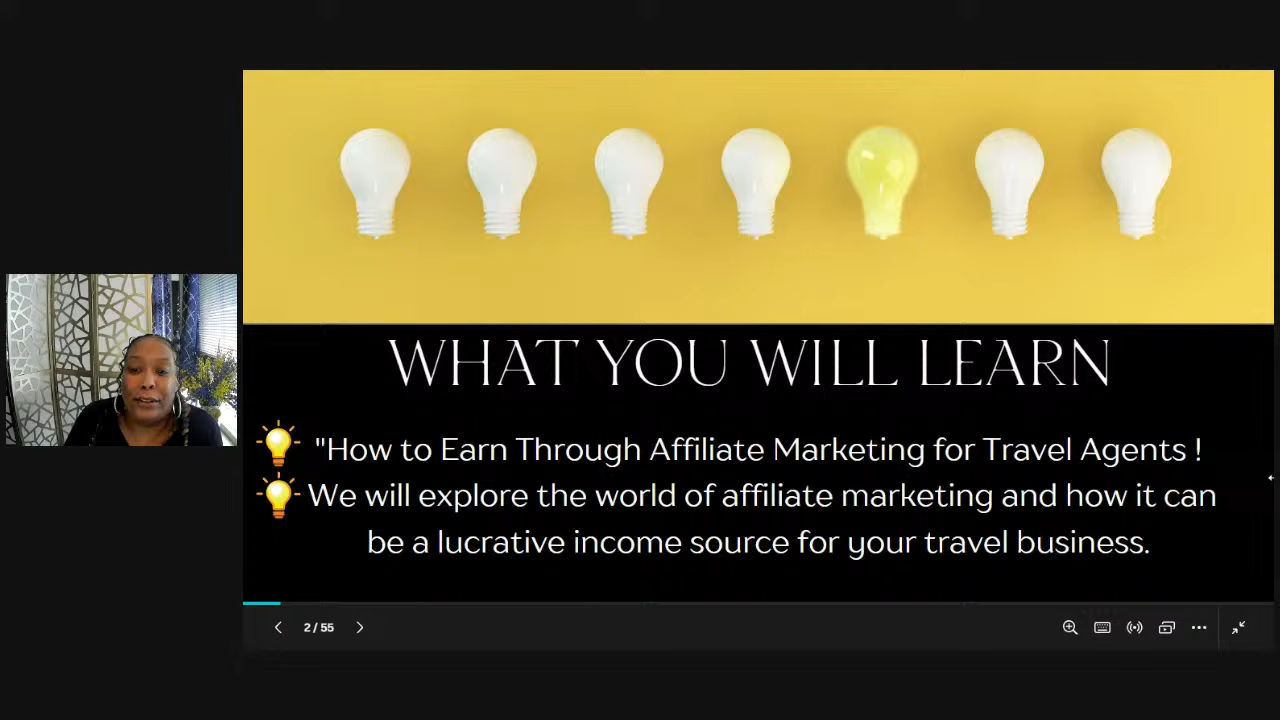 WHAT YOU WILL LEARN
"How to Earn Through Affiliate Marketing for Travel Agents !
We will explore the world of affiliate marketing and how it can
be a lucrative income source for your travel business.
2 / 55